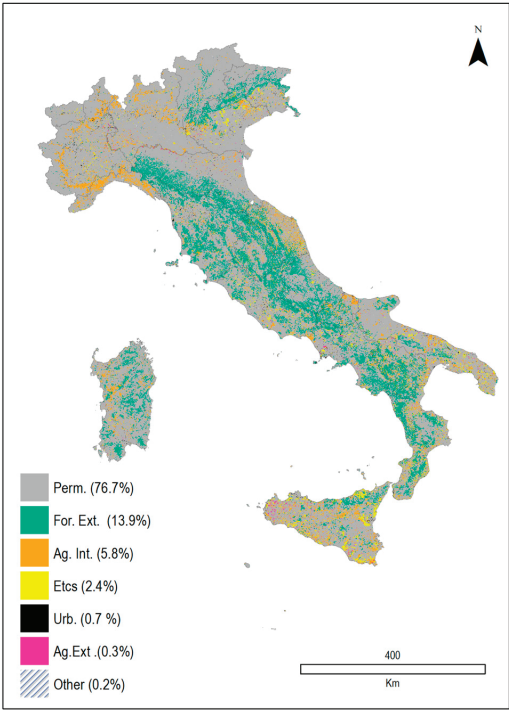 N
Perm. (76.7%)
For. Ext. (13.9%)
Ag. Int. (5.8%)
Etcs (2.4%)
Urb. (0.7 %)
Ag.Ext .(0.3%)
Other (0.2%)
400
Km